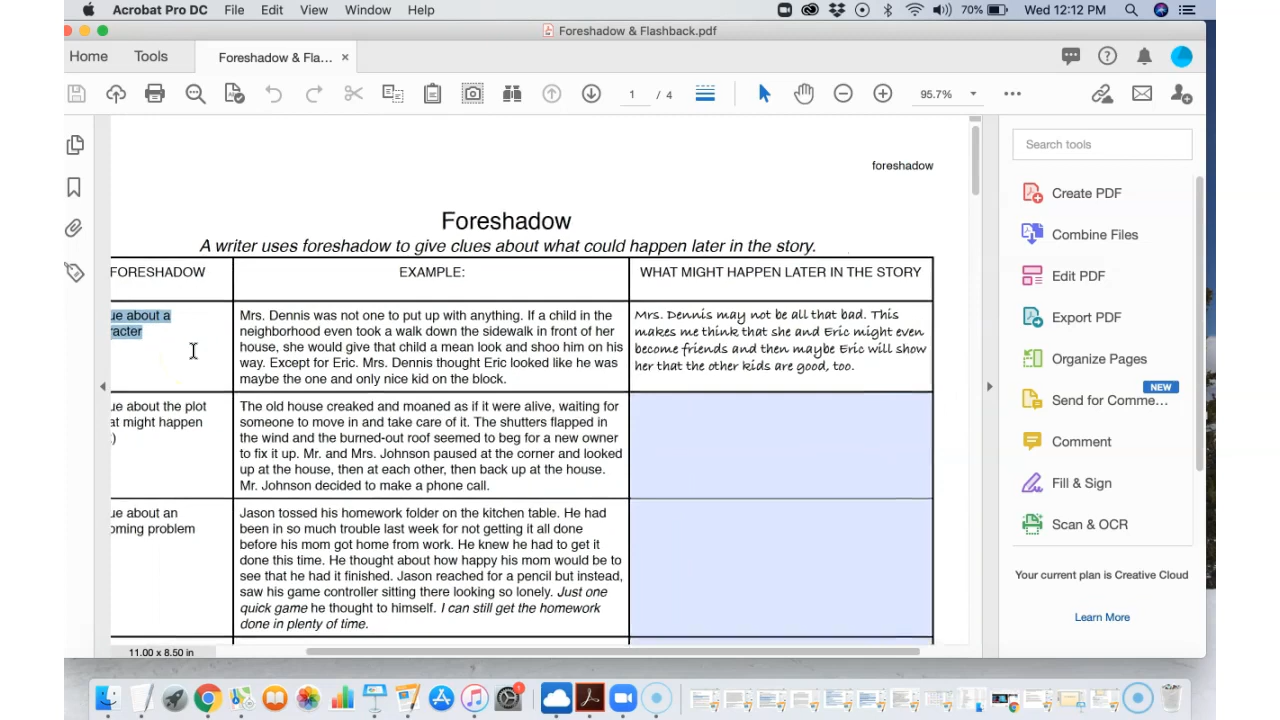 Acrobat Pro DC File Edit View Window Help 70% Wed 12:12 PM
Foreshadow & Flashback.pdf
Home Tools Foreshadow & Fla... ×
1 / 4 95.7%
foreshadow
Foreshadow
A writer uses foreshadow to give clues about what could happen later in the story.
FORESHADOW
EXAMPLE:
WHAT MIGHT HAPPEN LATER IN THE STORY
ue about a
racter
Mrs. Dennis was not one to put up with anything. If a child in the
neighborhood even took a walk down the sidewalk in front of her
house, she would give that child a mean look and shoo him on his
way. Except for Eric. Mrs. Dennis thought Eric looked like he was
maybe the one and only nice kid on the block.
Mrs. Dennis may not be all that bad. This
makes me think that she and Eric might even
become friends and then maybe Eric will show
her that the other kids are good, too.
ue about the plot
at might happen
)
The old house creaked and moaned as if it were alive, waiting for
someone to move in and take care of it. The shutters flapped in
the wind and the burned-out roof seemed to beg for a new owner
to fix it up. Mr. and Mrs. Johnson paused at the corner and looked
up at the house, then at each other, then back up at the house.
Mr. Johnson decided to make a phone call.
ue about an
oming problem
Jason tossed his homework folder on the kitchen table. He had
been in so much trouble last week for not getting it all done
before his mom got home from work. He knew he had to get it
done this time. He thought about how happy his mom would be to
see that he had it finished. Jason reached for a pencil but instead,
saw his game controller sitting there looking so lonely. Just one
quick game he thought to himself. I can still get the homework
done in plenty of time.
11.00 x 8.50 in
Search tools
Create PDF
Combine Files
Edit PDF
Export PDF
Organize Pages
NEW
Send for Comme...
Comment
Fill & Sign
Scan & OCR
Your current plan is Creative Cloud
Learn More